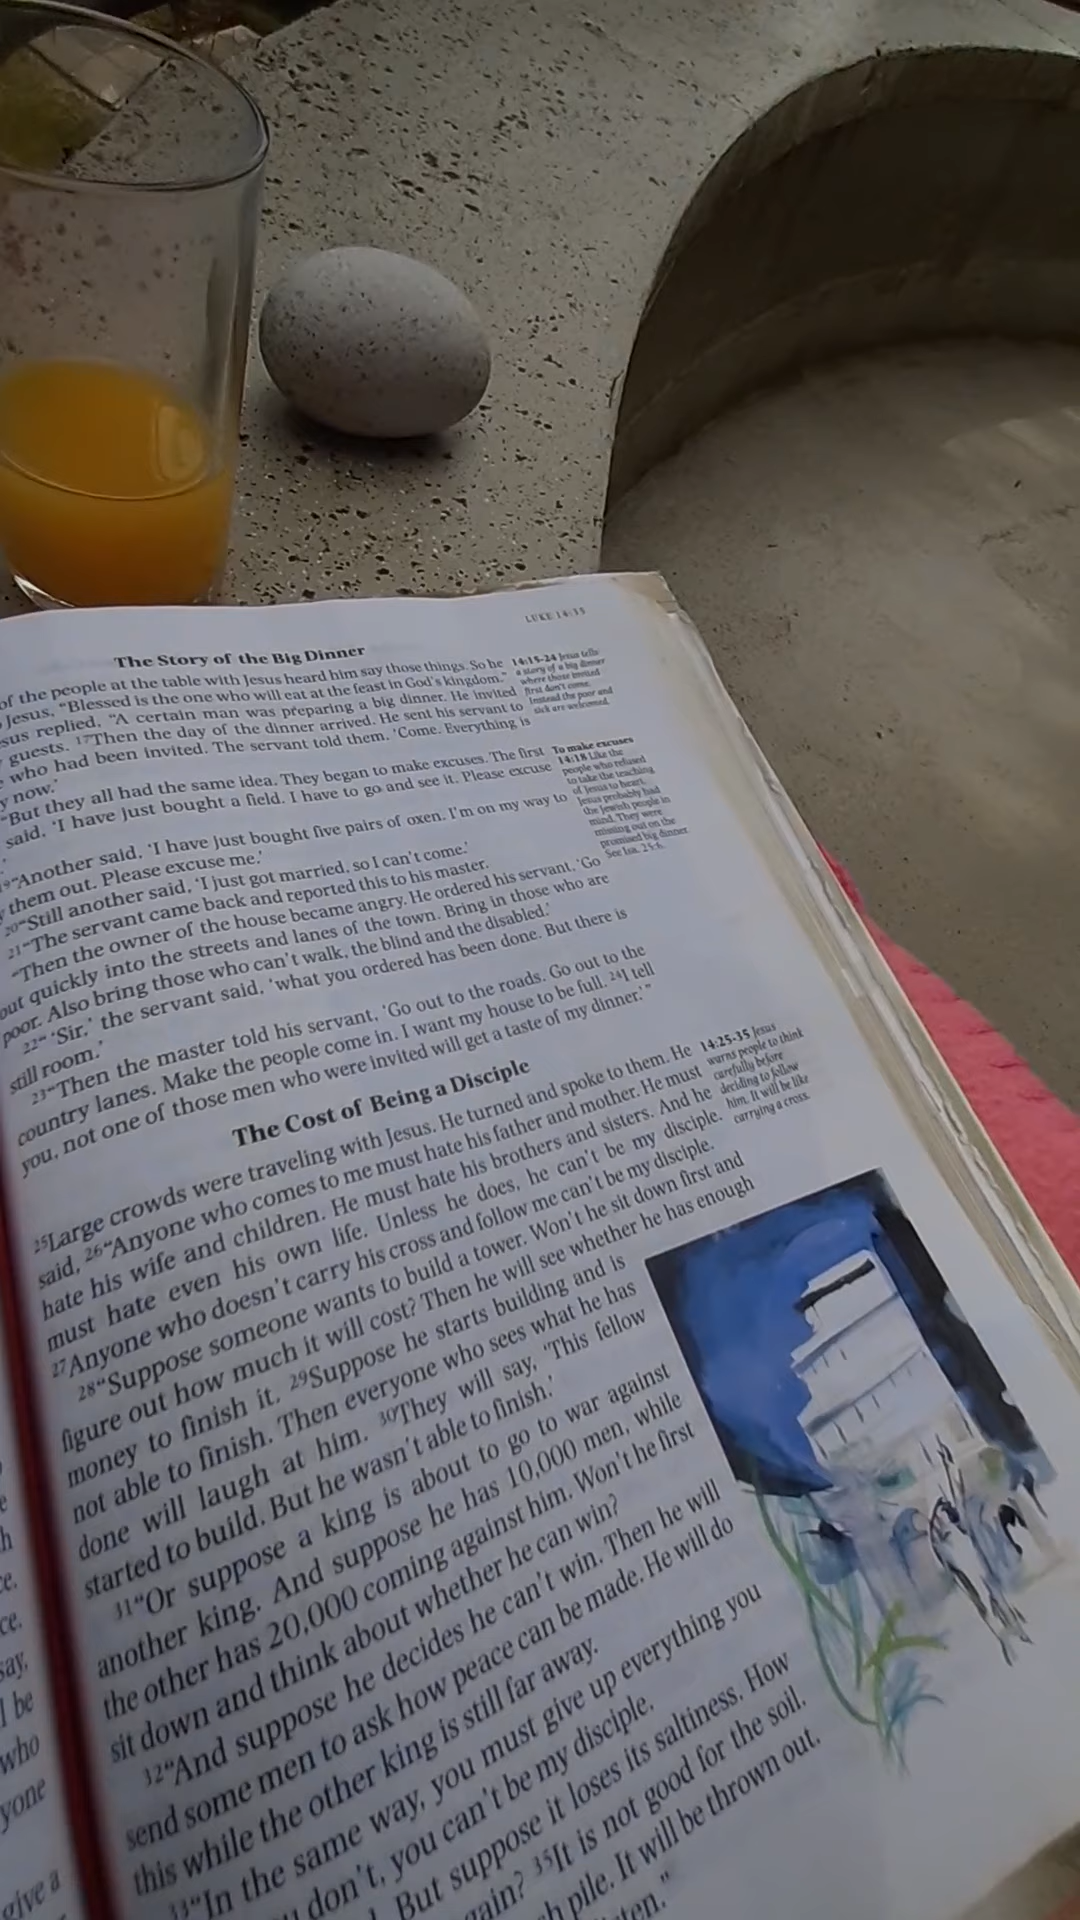 LUKE 14:35
The Story of the Big Dinner
of the people at the table with Jesus heard him say those things. So he
Jesus, "Blessed is the one who will eat at the feast in God's kingdom."
sus replied, "A certain man was preparing a big dinner. He invited
guests. 17Then the day of the dinner arrived. He sent his servant to
who had been invited. The servant told them, 'Come. Everything is
y now.'
"But they all had the same idea. They began to make excuses. The first
said, 'I have just bought a field. I have to go and see it. Please excuse
.'
19"Another said, 'I have just bought five pairs of oxen. I'm on my way to
them out. Please excuse me.'
20"Still another said, 'I just got married, so I can't come.'
21"The servant came back and reported this to his master.
"Then the owner of the house became angry. He ordered his servant, 'Go
out quickly into the streets and lanes of the town. Bring in those who are
poor. Also bring those who can't walk, the blind and the disabled.'
22" 'Sir,' the servant said, 'what you ordered has been done. But there is
still room.'
23"Then the master told his servant, 'Go out to the roads. Go out to the
country lanes. Make the people come in. I want my house to be full. 24I tell
you, not one of those men who were invited will get a taste of my dinner.' "
14:15-24 Jesus tells
a story of a big dinner
where those invited
first don't come.
Instead the poor and
sick are welcomed.
To make excuses
14:18 Like the
people who refused
to take the teaching
of Jesus to heart.
Jesus probably had
the Jewish people in
mind. They were
missing out on the
promised big dinner.
See Isa. 25:6.
The Cost of Being a Disciple
25Large crowds were traveling with Jesus. He turned and spoke to them. He
said, 26"Anyone who comes to me must hate his father and mother. He must
hate his wife and children. He must hate his brothers and sisters. And he
must hate even his own life. Unless he does, he can't be my disciple.
27Anyone who doesn't carry his cross and follow me can't be my disciple.
28"Suppose someone wants to build a tower. Won't he sit down first and
figure out how much it will cost? Then he will see whether he has enough
money to finish it. 29Suppose he starts building and is
not able to finish. Then everyone who sees what he has
done will laugh at him. 30They will say, 'This fellow
started to build. But he wasn't able to finish.'
31"Or suppose a king is about to go to war against
another king. And suppose he has 10,000 men, while
the other has 20,000 coming against him. Won't he first
sit down and think about whether he can win?
32"And suppose he decides he can't win. Then he will
send some men to ask how peace can be made. He will do
this while the other king is still far away.
33"In the same way, you must give up everything you
don't, you can't be my disciple.
. But suppose it loses its saltiness. How
gain? 35It is not good for the soil.
h pile. It will be thrown out.
sten."
14:25-35 Jesus
warns people to think
carefully before
deciding to follow
him. It will be like
carrying a cross.
e
h
ce.
ce.
say,
l be
who
yone
give a